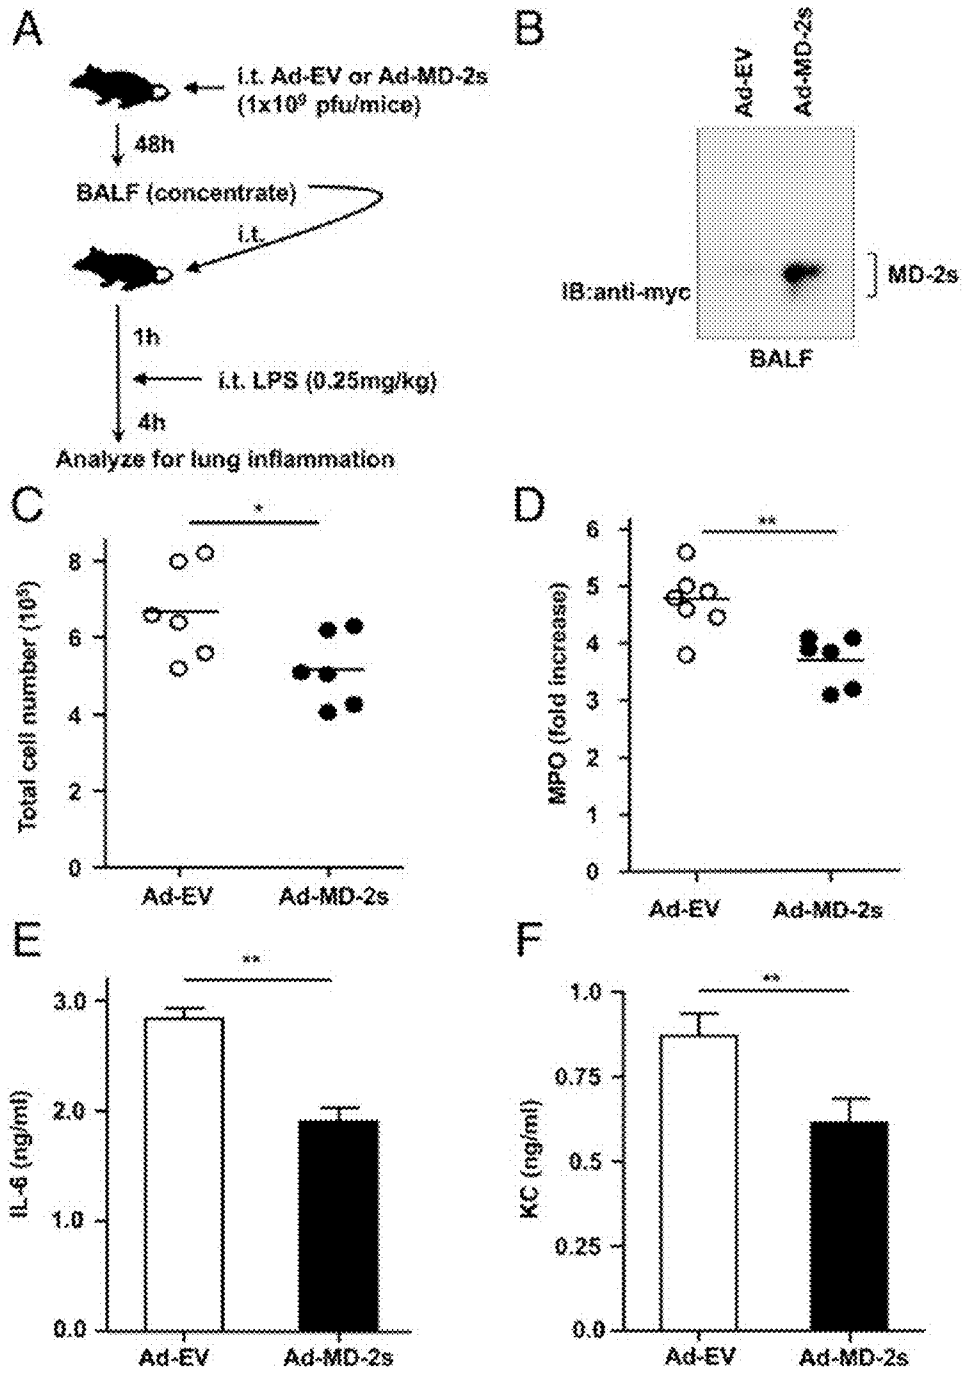 A
i.t. Ad-EV or Ad-MD-2s
(1x10⁹ pfu/mice)
48h
BALF (concentrate)
i.t.
1h
i.t. LPS (0.25mg/kg)
4h
Analyze for lung inflammation
B
Ad-EV
Ad-MD-2s
IB:anti-myc
MD-2s
BALF
C
*
Total cell number (10⁵)
8
6
4
2
0
Ad-EV
Ad-MD-2s
D
**
MPO (fold increase)
6
5
4
3
2
1
0
Ad-EV
Ad-MD-2s
E
**
IL-6 (ng/ml)
3.0
2.0
1.0
0.0
Ad-EV
Ad-MD-2s
F
**
KC (ng/ml)
1.0
0.75
0.5
0.25
0.0
Ad-EV
Ad-MD-2s